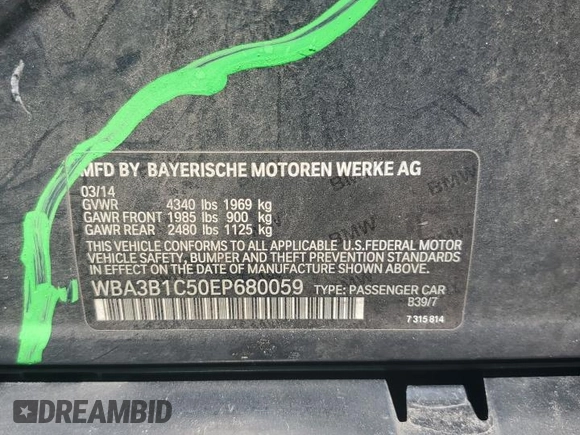 MFD BY BAYERISCHE MOTOREN WERKE AG
03/14
GVWR 4340 lbs 1969 kg
GAWR FRONT 1985 lbs 900 kg
GAWR REAR 2480 lbs 1125 kg
THIS VEHICLE CONFORMS TO ALL APPLICABLE U.S.FEDERAL MOTOR
VEHICLE SAFETY, BUMPER AND THEFT PREVENTION STANDARDS
IN EFFECT ON THE DATE OF MANUFACTURE SHOWN ABOVE.
WBA3B1C50EP680059 TYPE: PASSENGER CAR
B39/7
7 315 814
DREAMBID